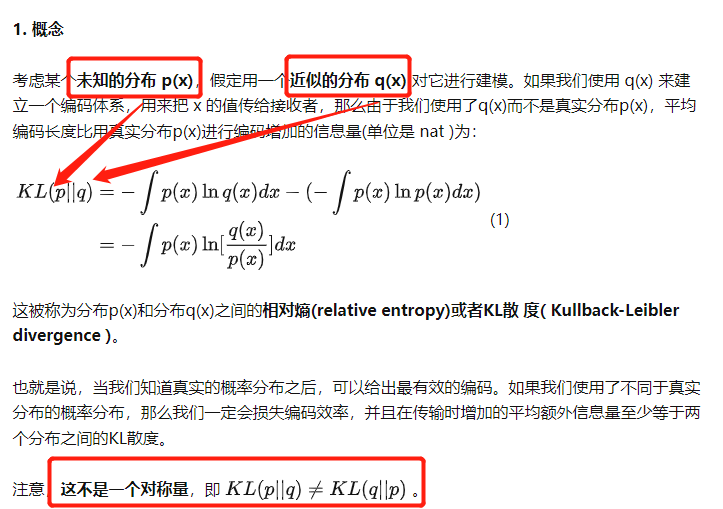 1. 概念
考虑某个未知的分布 p(x)，假定用一个近似的分布 q(x) 对它进行建模。如果我们使用 q(x) 来建
立一个编码体系，用来把 x 的值传给接收者，那么由于我们使用了q(x)而不是真实分布p(x)，平均
编码长度比用真实分布p(x)进行编码增加的信息量(单位是 nat )为：
KL(p||q) = −∫ p(x) ln q(x)dx − (−∫ p(x) ln p(x)dx)
(1)
= −∫ p(x) ln[q(x)/p(x)]dx
这被称为分布p(x)和分布q(x)之间的相对熵(relative entropy)或者KL散 度( Kullback-Leibler
divergence )。
也就是说，当我们知道真实的概率分布之后，可以给出最有效的编码。如果我们使用了不同于真实
分布的概率分布，那么我们一定会损失编码效率，并且在传输时增加的平均额外信息量至少等于两
个分布之间的KL散度。
注意，这不是一个对称量，即 KL(p||q) ≠ KL(q||p) 。